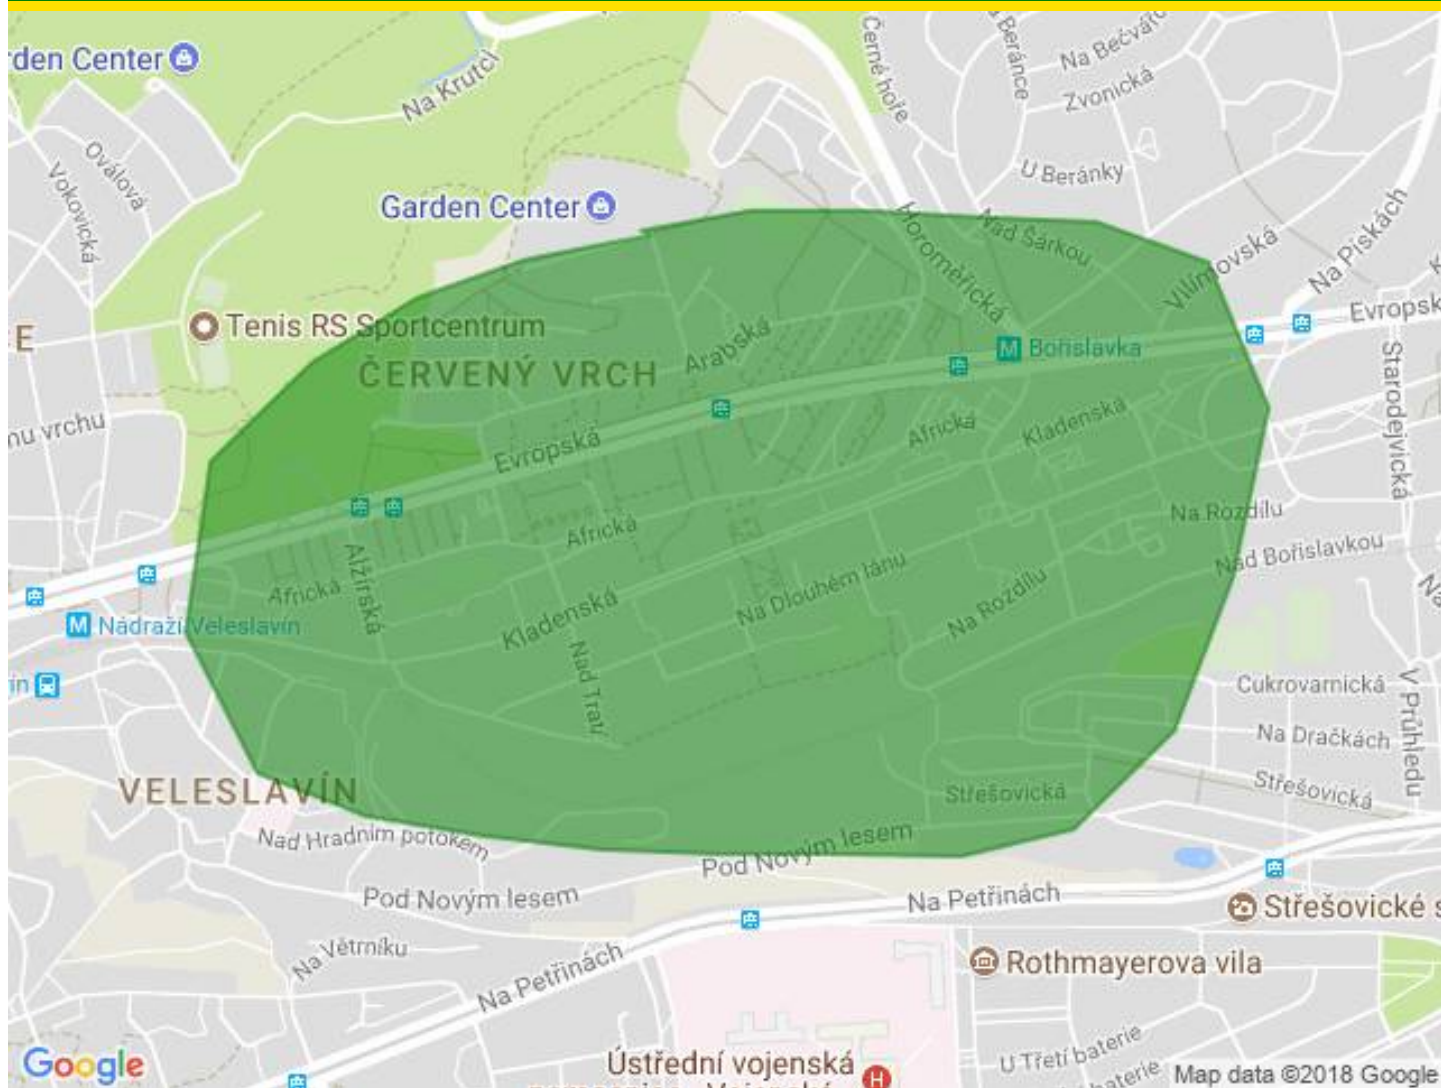 Černé hoře
Beránce
Na Bečvářce
rden Center
Na Krutci
Zvonická
Oválová
Vokovická
U Beránky
Garden Center
Horoměřická
Nad Šárkou
Vilímovská
Na Pískách
Evropsk
E
Tenis RS Sportcentrum
Arabská
M Bořislavka
ČERVENÝ VRCH
Starodejvická
mu vrchu
Evropská
Africká
Kladenská
Na Rozdílu
Africká
Nad Bořislavkou
Alžírská
Africká
Na Dlouhém lánu
Na Rozdílu
Kladenská
M Nádraží Veleslavín
Nad Tratí
Cukrovarnická
V Průhledu
Na Dračkách
VELESLAVÍN
Střešovická
Střešovická
Nad Hradním potokem
Pod Novým lesem
Pod Novým lesem
Na Petřinách
Střešovické s
Na Větrníku
Na Petřinách
Rothmayerova vila
Google
Ústřední vojenská
H
U Třetí baterie
baterie
Map data ©2018 Google